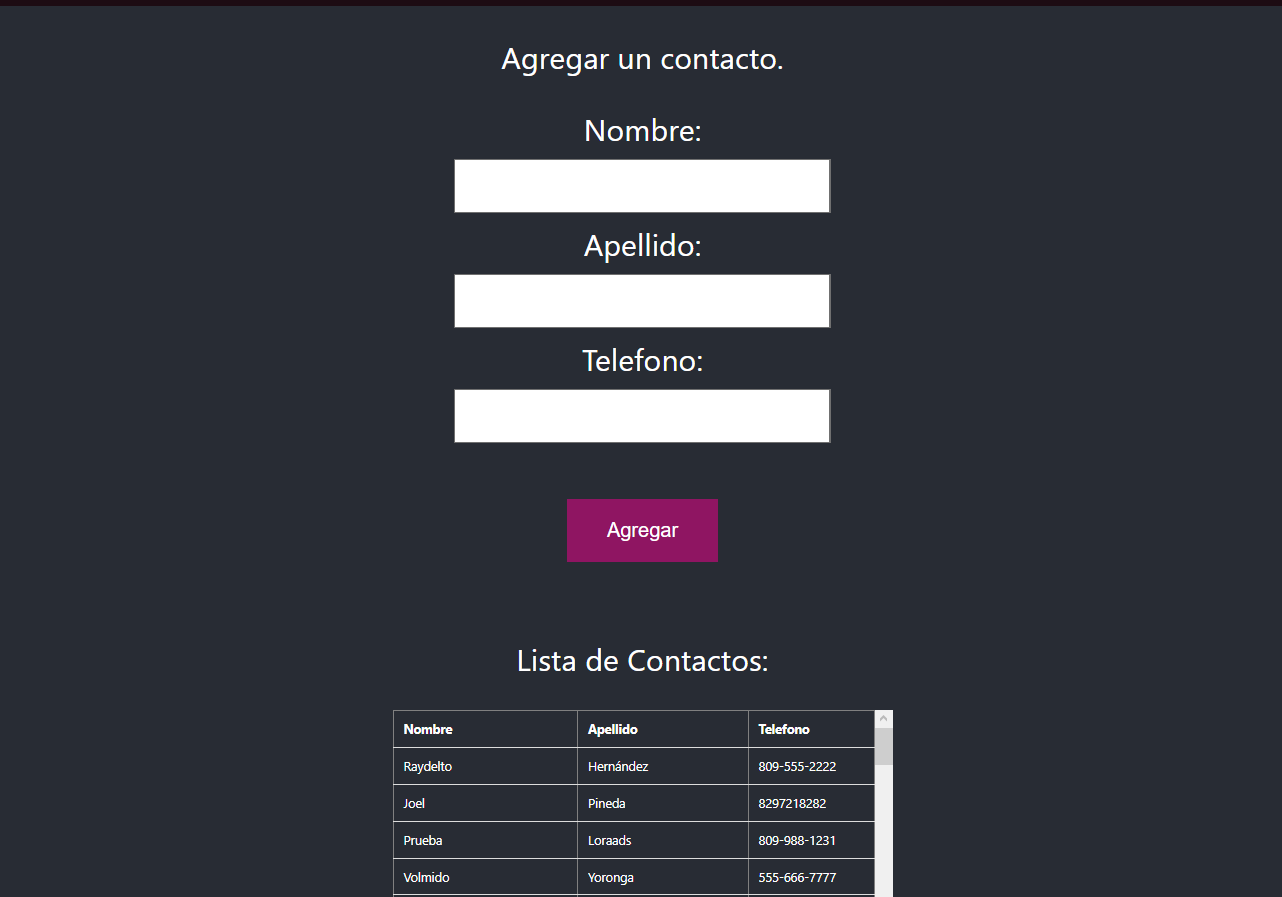 Agregar un contacto.
Nombre:
Apellido:
Telefono:
Agregar
Lista de Contactos:
Nombre Apellido Telefono
Raydelto Hernández 809-555-2222
Joel Pineda 8297218282
Prueba Loraads 809-988-1231
Volmido Yoronga 555-666-7777